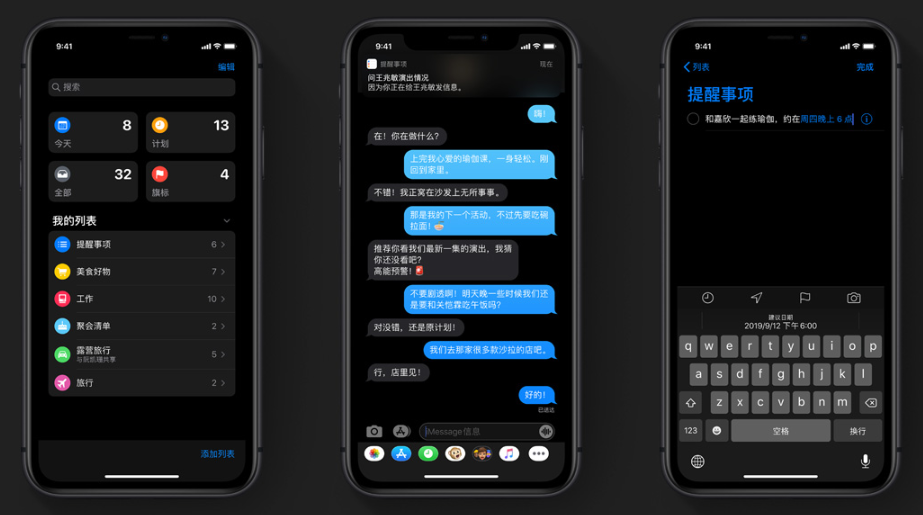 9:41
编辑
搜索
8
今天
13
计划
32
全部
4
旗标
我的列表
提醒事项 6
美食好物 7
工作 10
聚会清单 2
露营旅行 5
旅行 2
添加列表
9:41
提醒事项 现在
问王兆敏演出情况
因为你正在给王兆敏发信息。
嗨!
在!你在做什么?
上完我心爱的瑜伽课,一身轻松。刚
回到家里。
不错!我正窝在沙发上无所事事。
那是我的下一个活动,不过先要吃碗
拉面!🍜
推荐你看我们最新一集的演出,我猜
你还没看吧?
高能预警!
不要剧透啊!明天晚一些时候我们还
是要和关恺霖吃午饭吗?
对没错,还是原计划!
我们去那家很多款沙拉的店吧。
行,店里见!
好的!
已送达
iMessage信息
9:41
列表
完成
提醒事项
和嘉欣一起练瑜伽,约在周四晚上 6 点
建议日期
2019/9/12 下午 6:00
q w e r t y u i o p
a s d f g h j k l
z x c v b n m
123 空格 换行